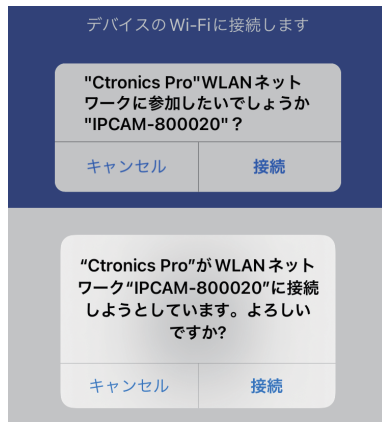 デバイスのWi-Fiに接続します
"Ctronics Pro"WLANネット
ワークに参加したいでしょうか
"IPCAM-800020"？
キャンセル
接続
“Ctronics Pro”がWLANネット
ワーク“IPCAM-800020”に接続
しようとしています。よろしい
ですか?
キャンセル
接続